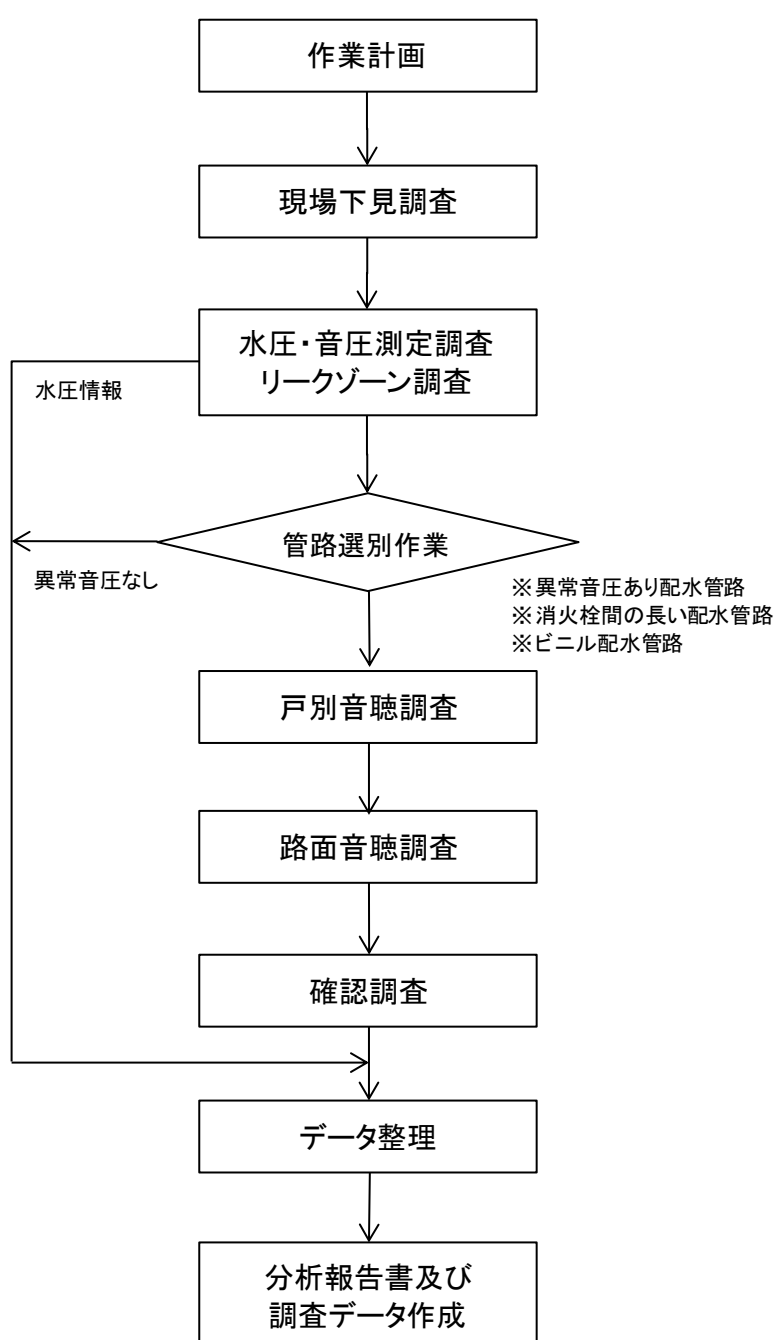 作業計画
現場下見調査
水圧・音圧測定調査
リークゾーン調査
水圧情報
管路選別作業
異常音圧なし
※異常音圧あり配水管路
※消火栓間の長い配水管路
※ビニル配水管路
戸別音聴調査
路面音聴調査
確認調査
データ整理
分析報告書及び
調査データ作成